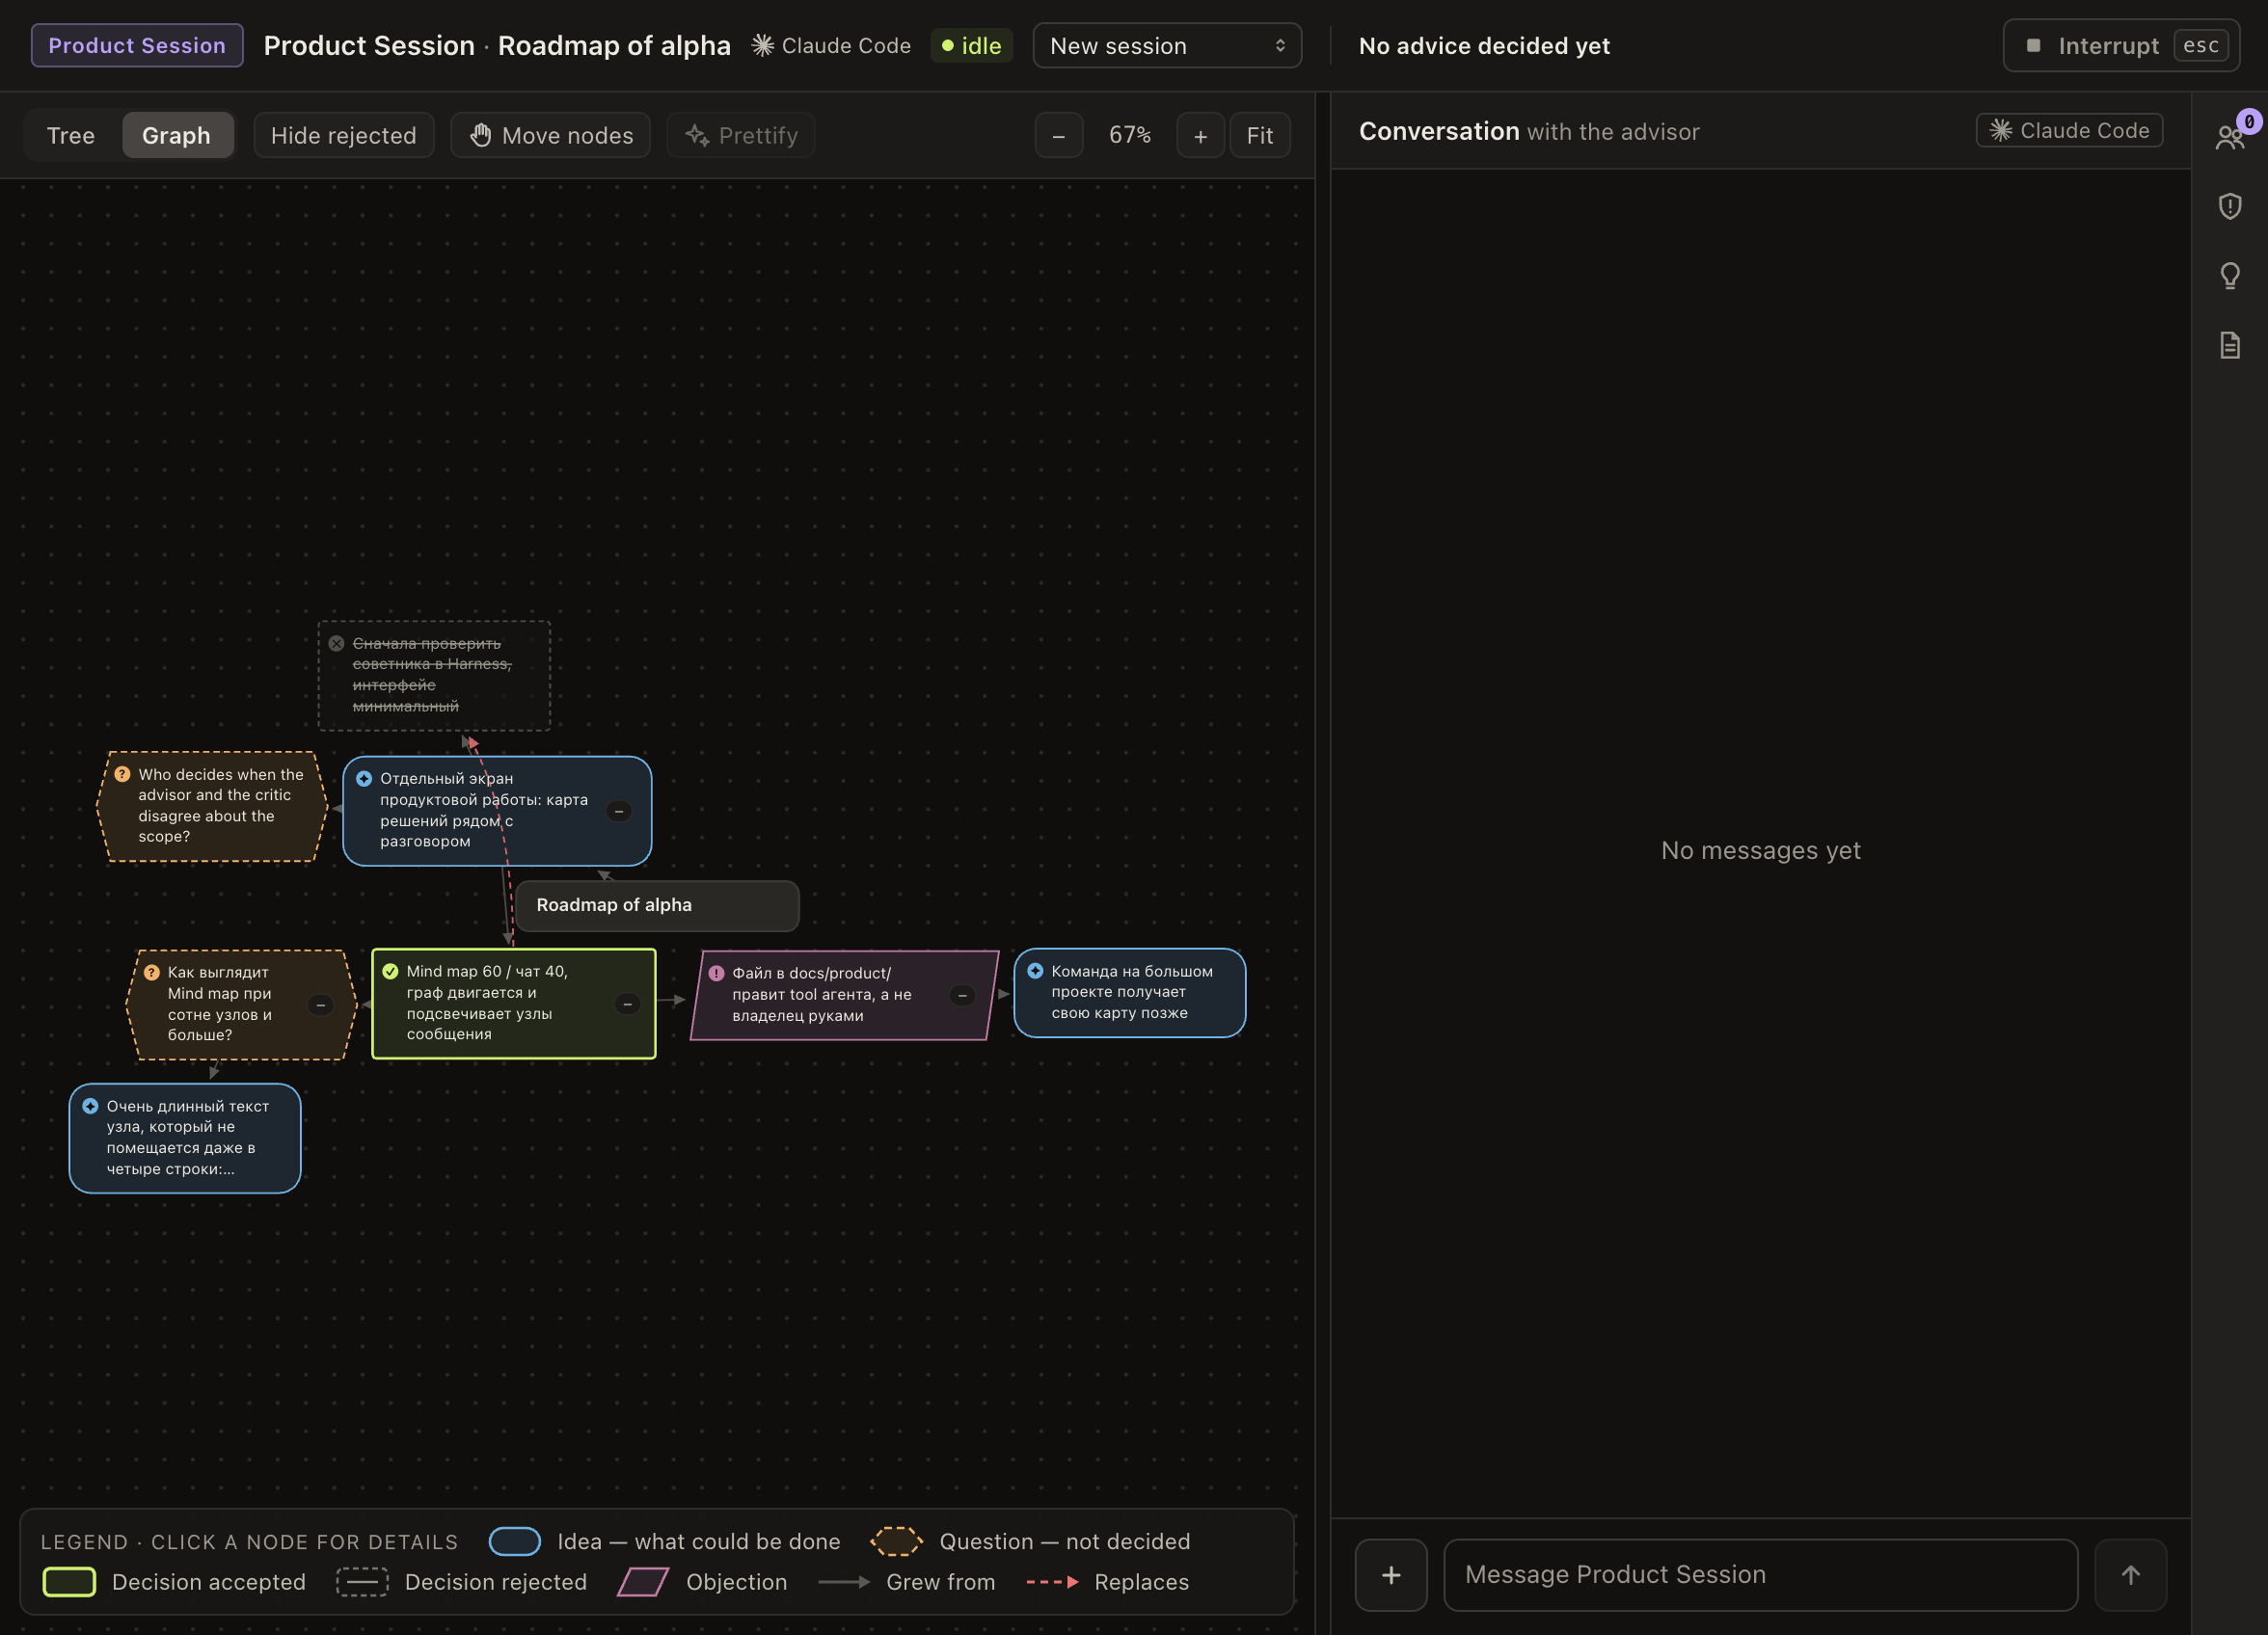 Product Session
Product Session · Roadmap of alpha
Claude Code
idle
New session
No advice decided yet
Interrupt
esc
Tree
Graph
Hide rejected
Move nodes
Prettify
−
67%
+
Fit
Conversation with the advisor
Claude Code
0
Сначала проверить
советника в Harness,
интерфейс
минимальный
Who decides when the
advisor and the critic
disagree about the
scope?
Отдельный экран
продуктовой работы: карта
решений рядом с
разговором
Roadmap of alpha
Как выглядит
Mind map при
сотне узлов и
больше?
Mind map 60 / чат 40,
граф двигается и
подсвечивает узлы
сообщения
Файл в docs/product/
правит tool агента, а не
владелец руками
Команда на большом
проекте получает
свою карту позже
Очень длинный текст
узла, который не
помещается даже в
четыре строки:...
No messages yet
LEGEND · CLICK A NODE FOR DETAILS
Idea — what could be done
Question — not decided
Decision accepted
Decision rejected
Objection
Grew from
Replaces
+
Message Product Session